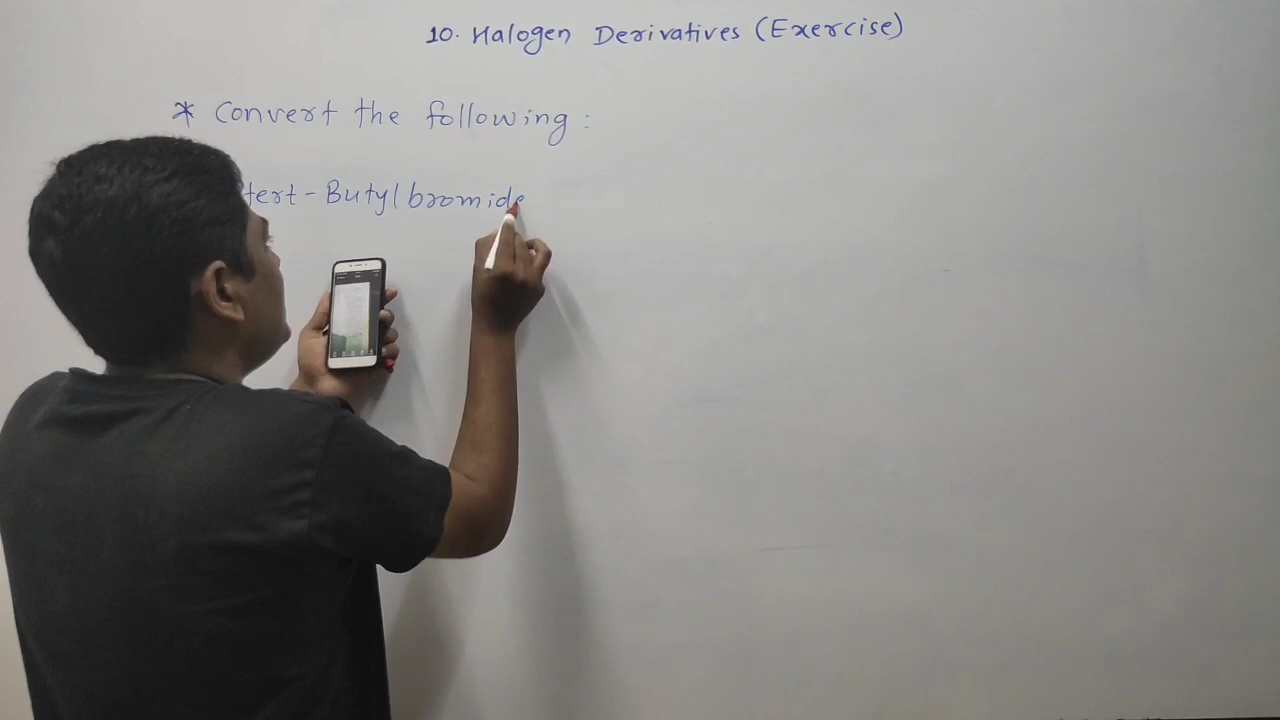 10. Halogen Derivatives (Exercise)
* Convert the following :
tert - Butyl bromide